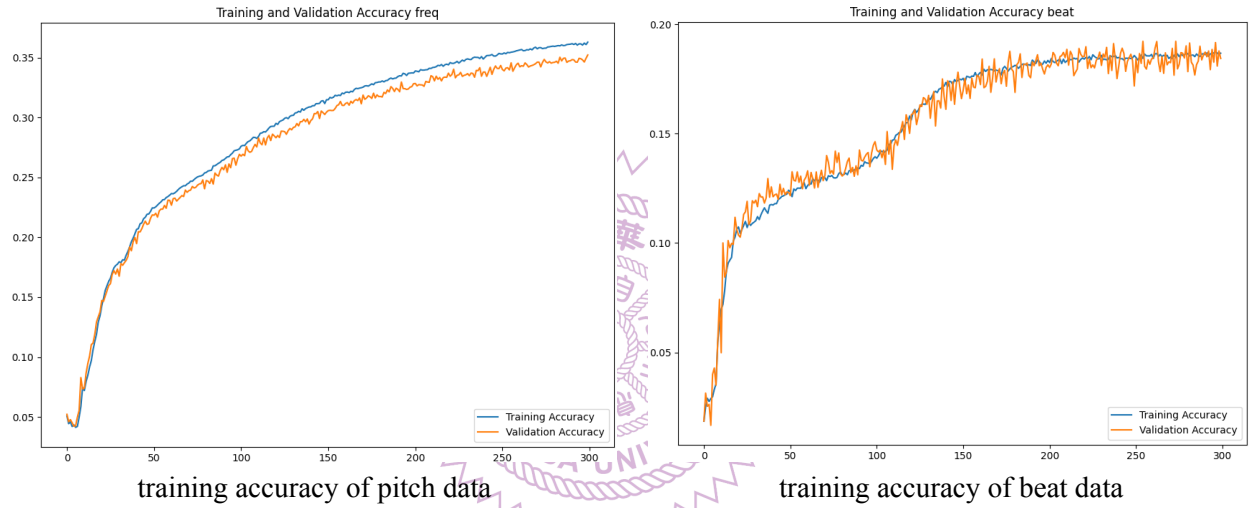 Training and Validation Accuracy freq
0.35
0.30
0.25
0.20
0.15
0.10
0.05
0
50
100
150
200
250
300
Training Accuracy
Validation Accuracy
training accuracy of pitch data
Training and Validation Accuracy beat
0.20
0.15
0.10
0.05
0
50
100
150
200
250
300
Training Accuracy
Validation Accuracy
training accuracy of beat data
UNI